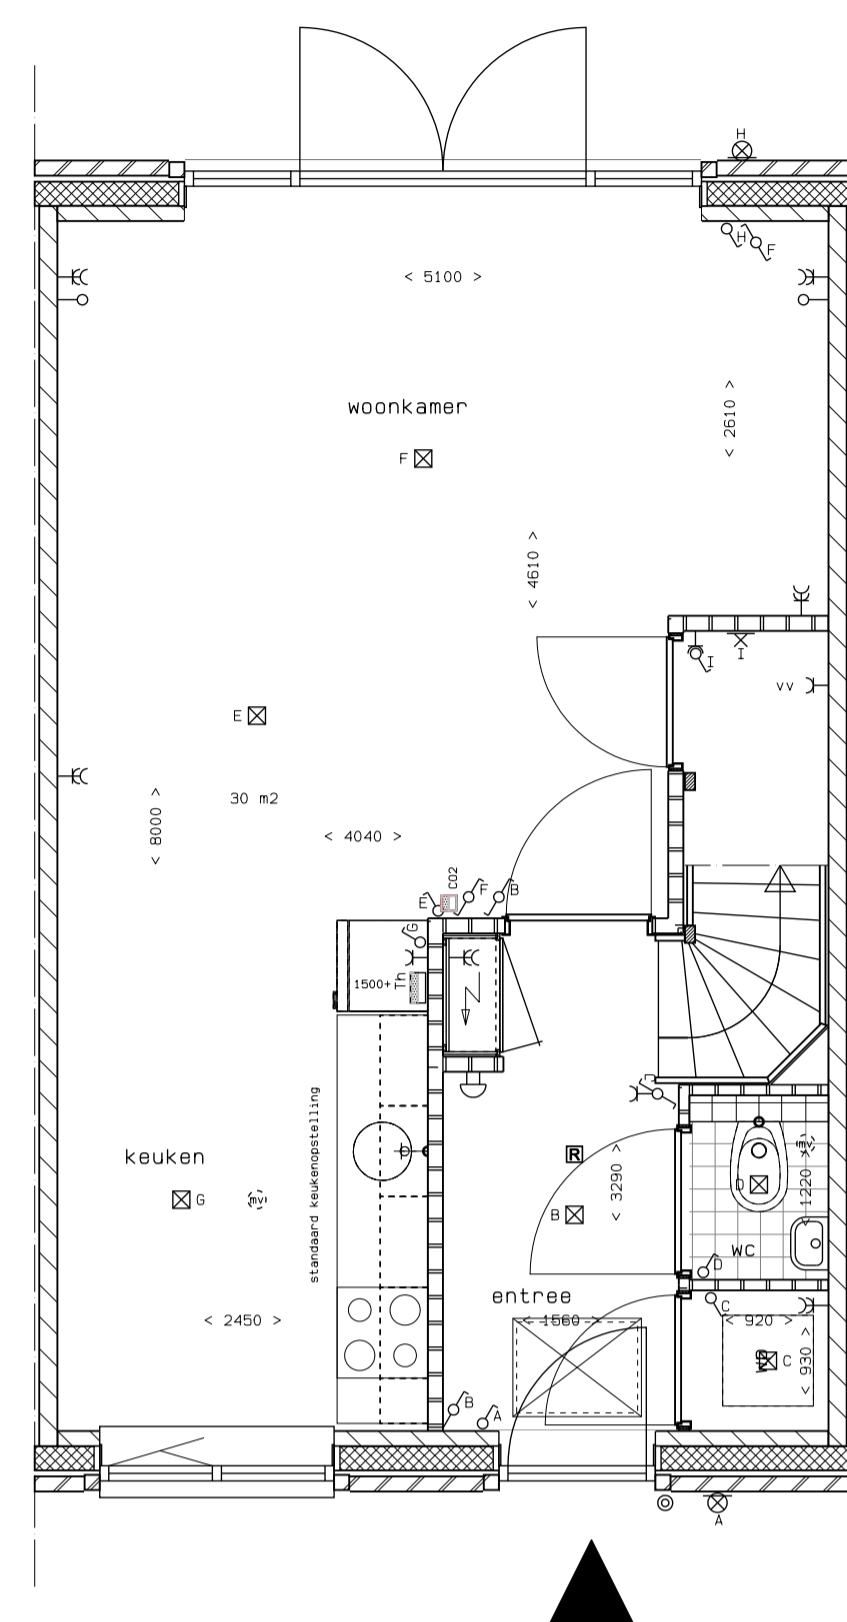 H
H
F
< 5100 >
< 2610 >
woonkamer
F
< 4610 >
I
I
vv
E
30 m2
< 8000 >
< 4040 >
CO2
E
F
B
G
1500+
Th
standaard keukenopstelling
mv
D
R
keuken
< 3290 >
< 1220 >
G
mv
B
WC
D
entree
C
< 2450 >
< 1560 >
< 920 >
C
< 930 >
B
A
A